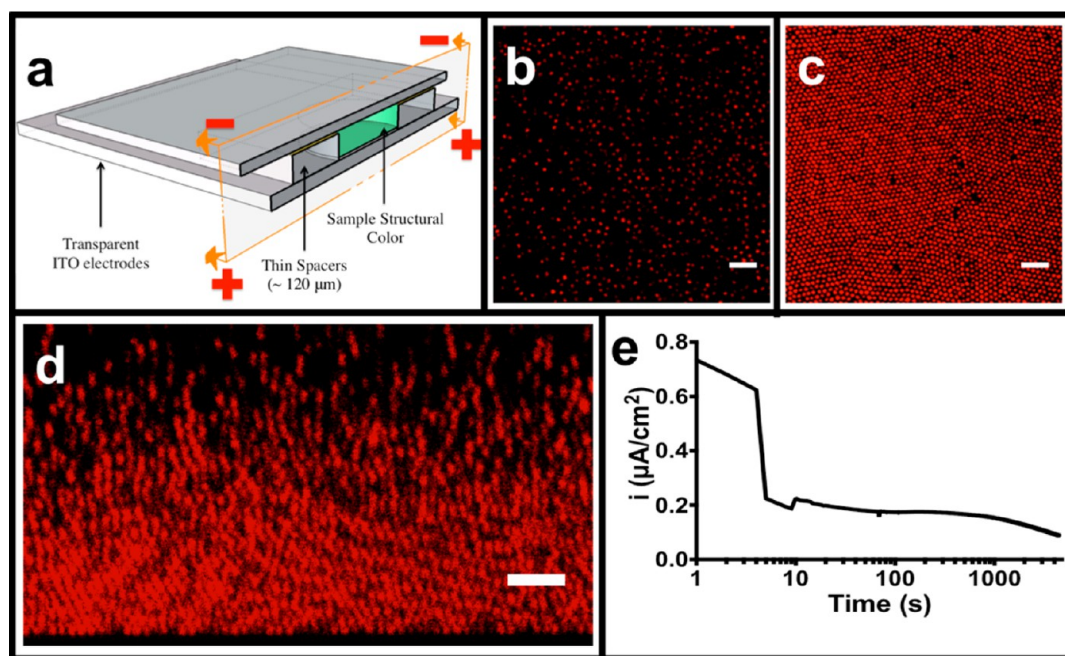 a
−
−
+
+
Transparent
ITO electrodes
Thin Spacers
(~ 120 μm)
Sample Structural
Color
b
c
d
e
i (μA/cm²)
0.8
0.6
0.4
0.2
0.0
1
10
100
1000
Time (s)